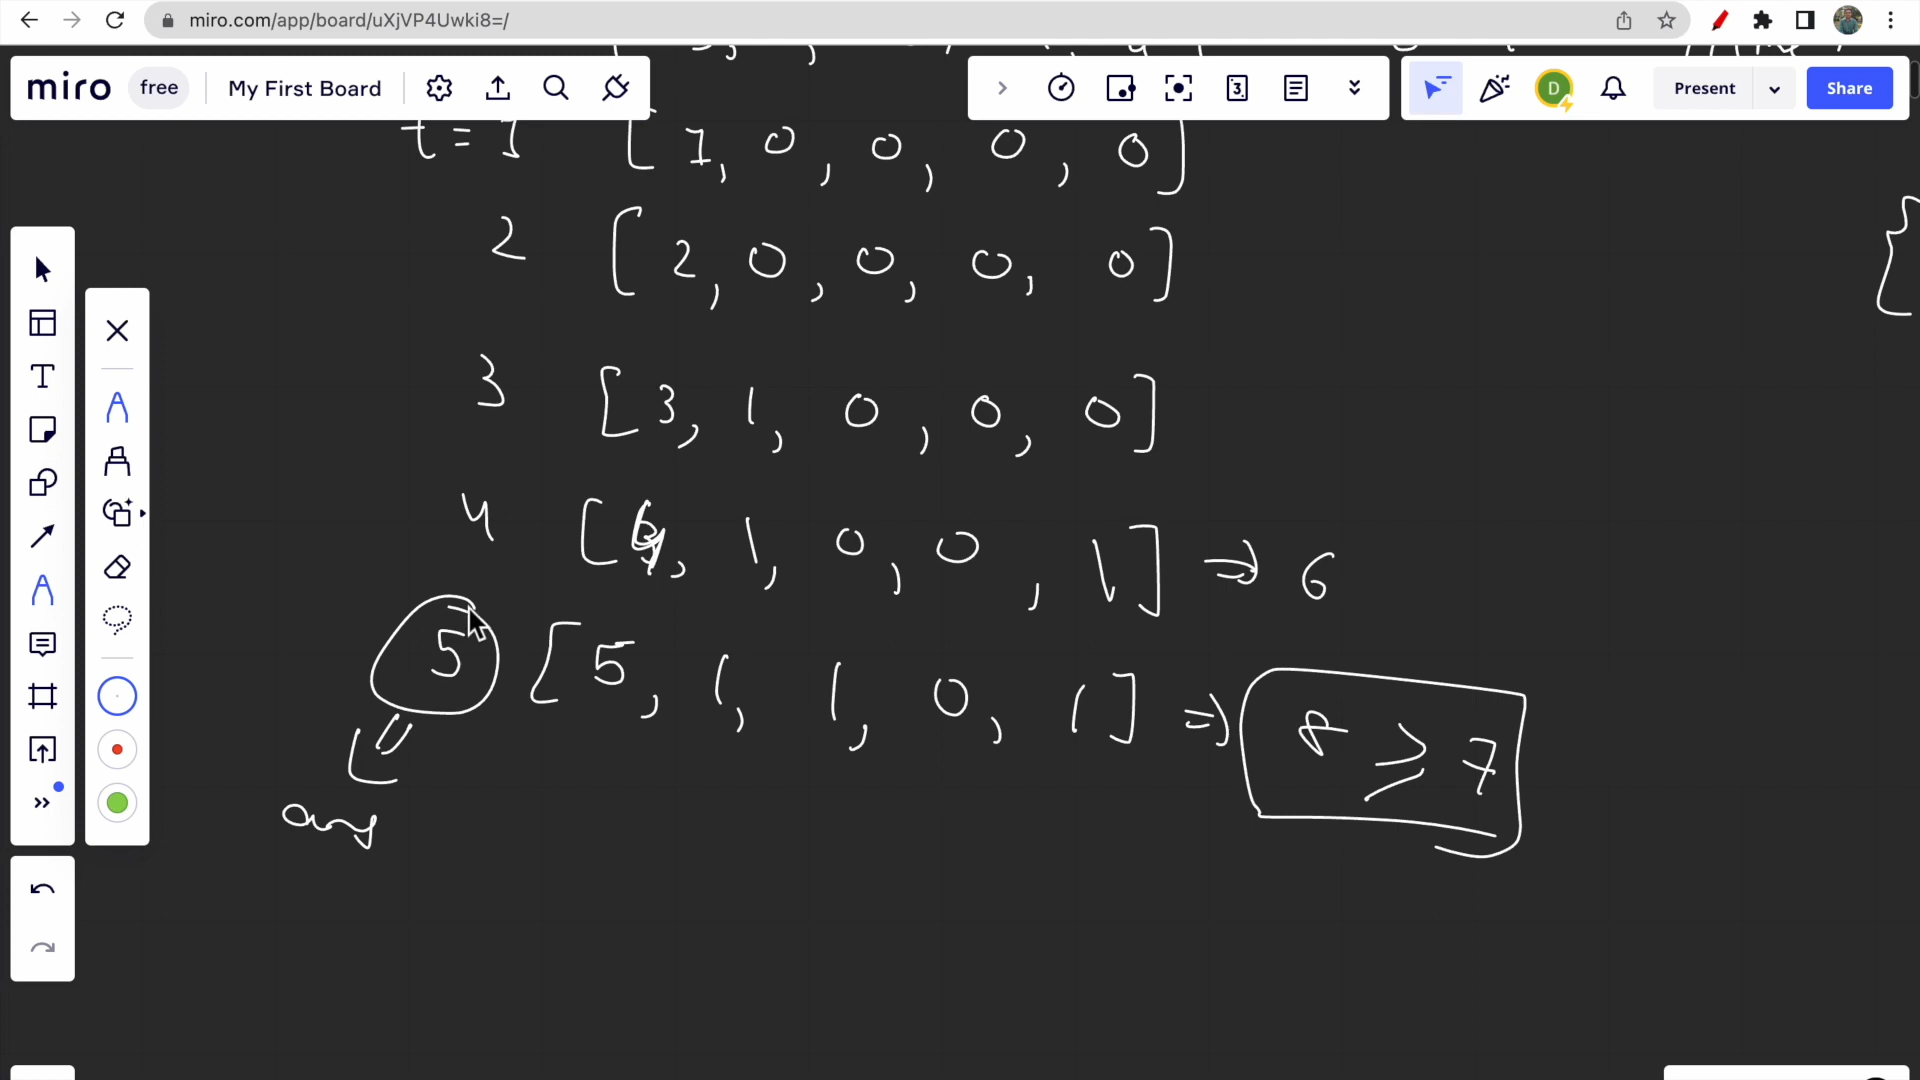 miro.com/app/board/uXjVP4Uwki8=/
miro free My First Board
3. D Present Share
t = 1 [1, 0, 0, 0, 0]
2 [2, 0, 0, 0, 0]
3 [3, 1, 0, 0, 0]
4 [4, 1, 0, 0, 1] ⇒ 6
5 [5, 1, 1, 0, 1] ⇒ 8 ≥ 7
ans
T